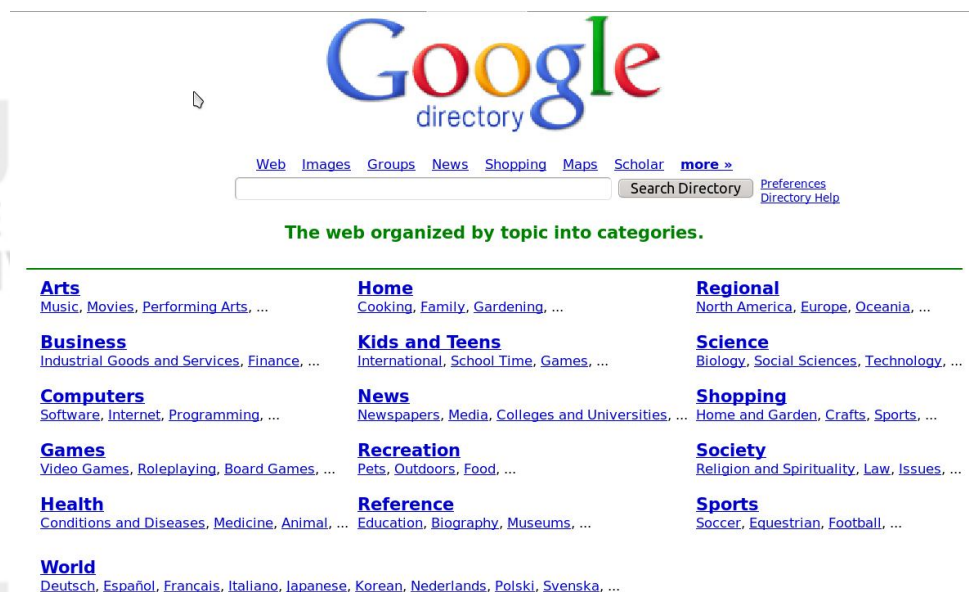 Google
directory
Web Images Groups News Shopping Maps Scholar more »
Search Directory Preferences
Directory Help
The web organized by topic into categories.
Arts
Music, Movies, Performing Arts, ...
Business
Industrial Goods and Services, Finance, ...
Computers
Software, Internet, Programming, ...
Games
Video Games, Roleplaying, Board Games, ...
Health
Conditions and Diseases, Medicine, Animal, ...
Home
Cooking, Family, Gardening, ...
Kids and Teens
International, School Time, Games, ...
News
Newspapers, Media, Colleges and Universities, ...
Recreation
Pets, Outdoors, Food, ...
Reference
Education, Biography, Museums, ...
Regional
North America, Europe, Oceania, ...
Science
Biology, Social Sciences, Technology, ...
Shopping
Home and Garden, Crafts, Sports, ...
Society
Religion and Spirituality, Law, Issues, ...
Sports
Soccer, Equestrian, Football, ...
World
Deutsch, Español, Français, Italiano, Japanese, Korean, Nederlands, Polski, Svenska, ...